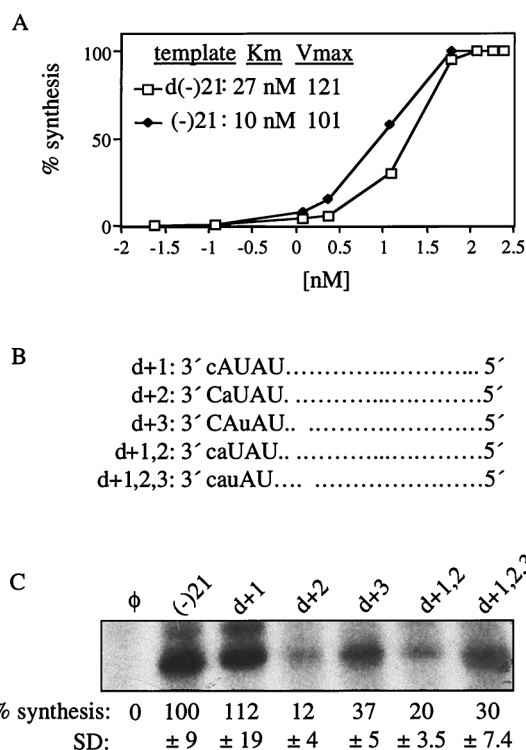 A
100
50
0
% synthesis
template Km Vmax
d(-)21: 27 nM 121
(-)21: 10 nM 101
-2 -1.5 -1 -0.5 0 0.5 1 1.5 2 2.5
[nM]
B
d+1: 3´ cAUAU............................. 5´
d+2: 3´ CaUAU. ...........................5´
d+3: 3´ CAuAU.. ..........................5´
d+1,2: 3´ caUAU.. ..........................5´
d+1,2,3: 3´ cauAU.... ........................5´
C
ϕ (-)21 d+1 d+2 d+3 d+1,2 d+1,2,3
% synthesis: 0 100 112 12 37 20 30
SD: ± 9 ± 19 ± 4 ± 5 ± 3.5 ± 7.4